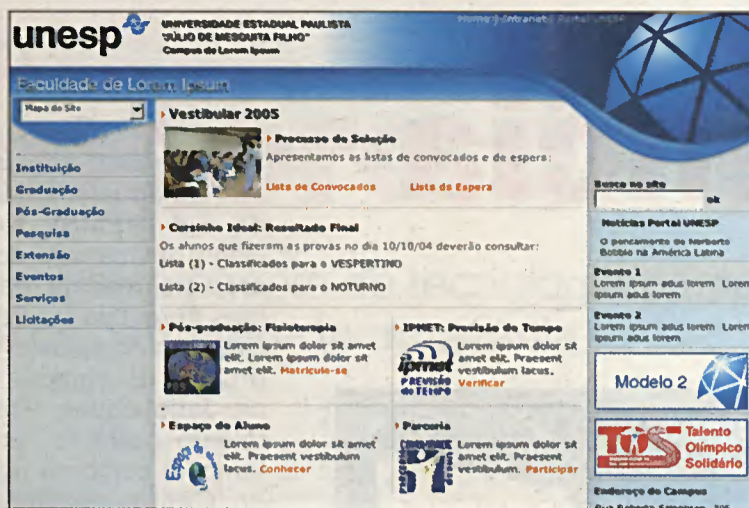 unesp
UNIVERSIDADE ESTADUAL PAULISTA
"JÚLIO DE MESQUITA FILHO"
Campus de Lorem Ipsum
Home | Intranet | Portal UNESP
Faculdade de Lorem Ipsum
Mapa do Site
Instituição
Graduação
Pós-Graduação
Pesquisa
Extensão
Eventos
Serviços
Licitações
Vestibular 2005
Processo de Seleção
Apresentamos as listas de convocados e de espera:
Lista de Convocados Lista de Espera
Cursinho Ideal: Resultado Final
Os alunos que fizeram as provas no dia 10/10/04 deverão consultar:
Lista (1) - Classificados para o VESPERTINO
Lista (2) - Classificados para o NOTURNO
Pós-graduação: Fisioterapia
Lorem ipsum dolor sit amet
elit. Lorem ipsum dolor sit
amet elit. Matricule-se
IPMET: Previsão do Tempo
ipmet
PREVISÃO
do TEMPO
Lorem ipsum dolor sit
amet elit. Praesent
vestibulum lacus.
Verificar
Espaço do Aluno
Espaço do aluno
Lorem ipsum dolor sit amet
elit. Praesent vestibulum
lacus. Conhecer
Parceria
Lorem ipsum dolor sit
amet elit. Praesent
vestibulum. Participar
Busca no site
ok
Notícias Portal UNESP
O pensamento de Norberto
Bobbio na América Latina
Evento 1
Lorem ipsum adus lorem Lorem
ipsum adus lorem
Evento 2
Lorem ipsum adus lorem Lorem
ipsum adus lorem
Modelo 2
TOS
Talento
Olímpico
Solidário
Endereço do Campus
Rua Roberto